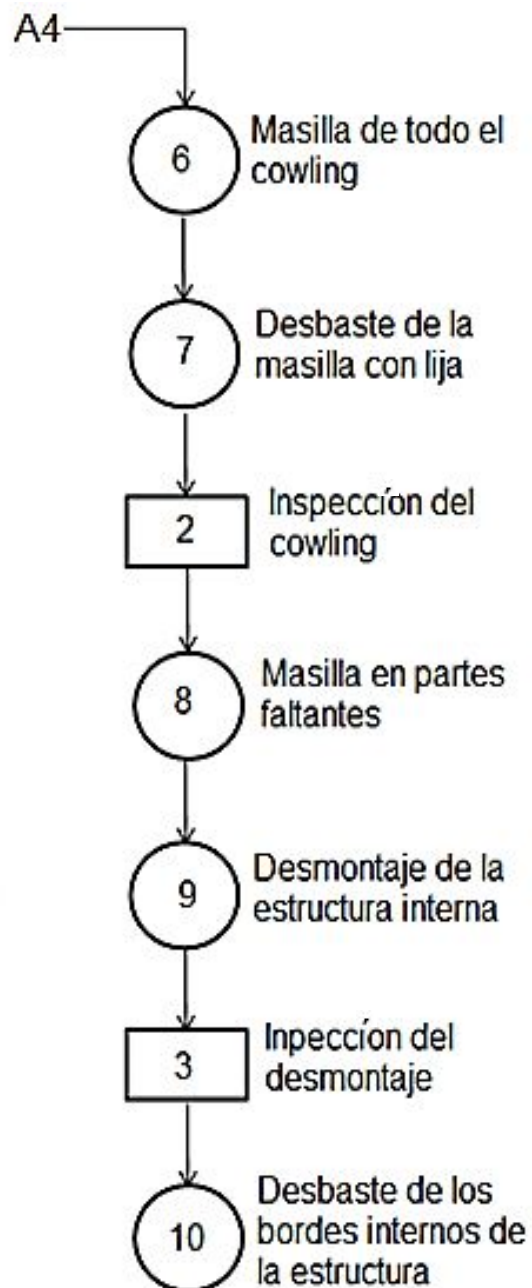 A4
6
Masilla de todo el
cowling
7
Desbaste de la
masilla con lija
2
Inspeccíon del
cowling
8
Masilla en partes
faltantes
9
Desmontaje de la
estructura interna
3
Inpeccíon del
desmontaje
10
Desbaste de los
bordes internos de
la estructura